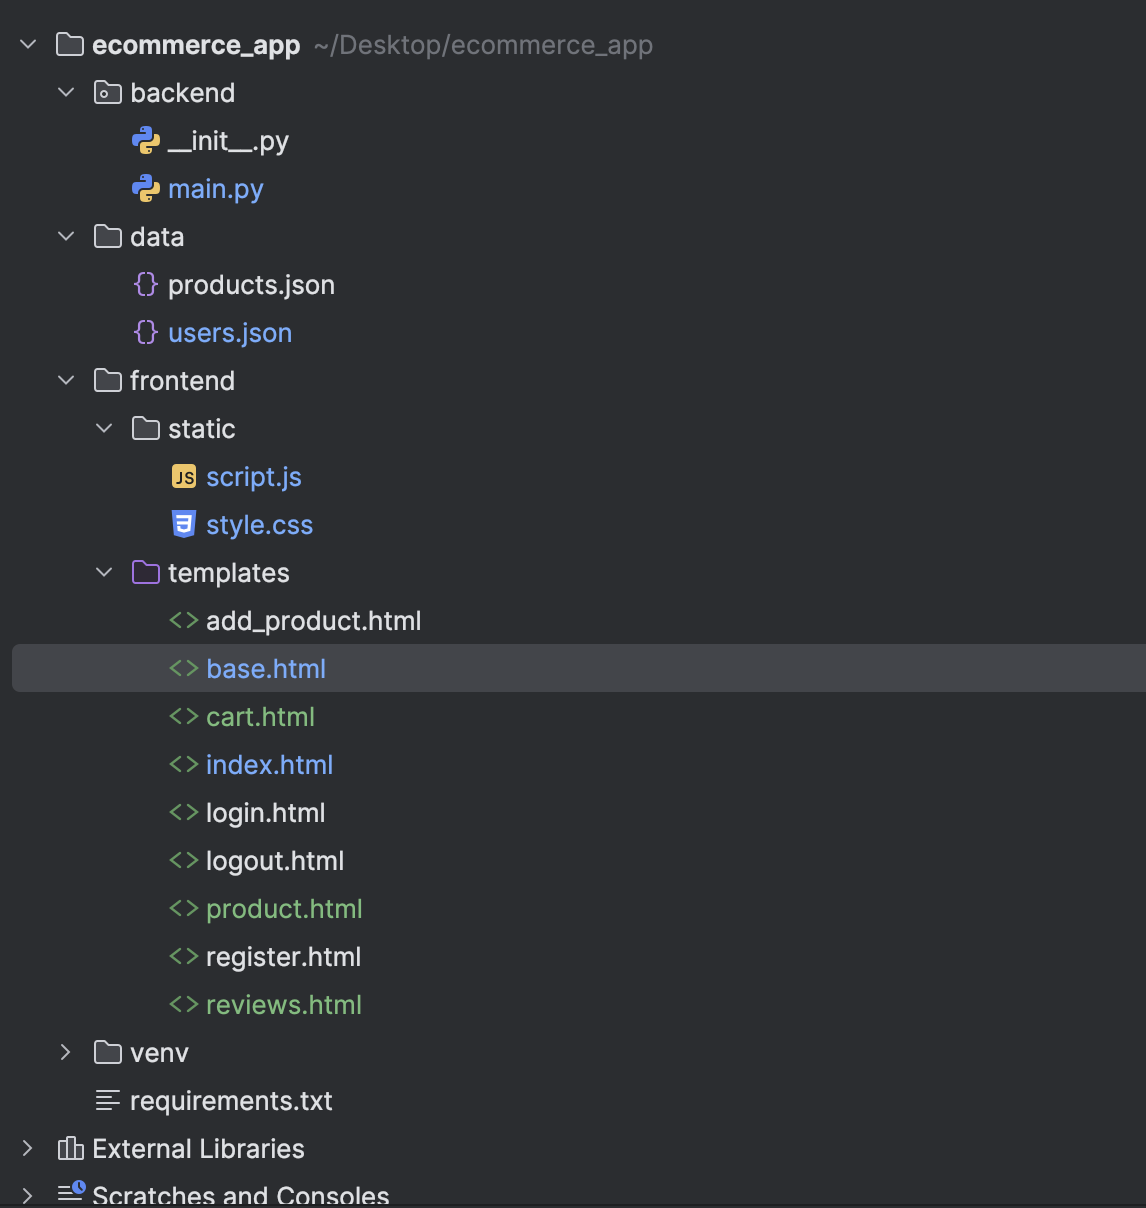 ecommerce_app ~/Desktop/ecommerce_app
backend
__init__.py
main.py
data
products.json
users.json
frontend
static
JS script.js
style.css
templates
add_product.html
base.html
cart.html
index.html
login.html
logout.html
product.html
register.html
reviews.html
venv
requirements.txt
External Libraries
Scratches and Consoles